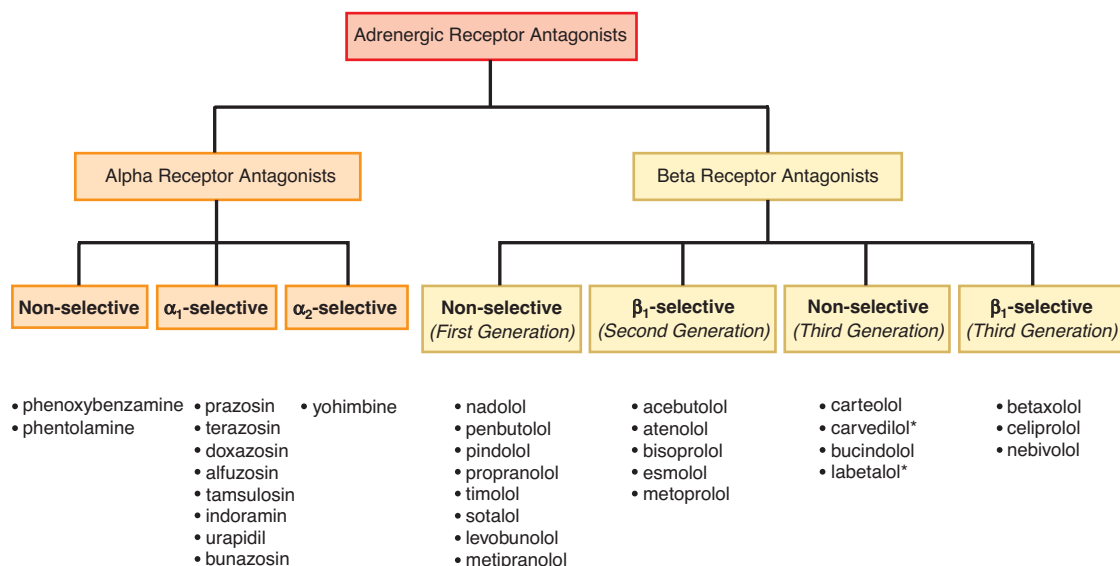 Adrenergic Receptor Antagonists
Alpha Receptor Antagonists
Beta Receptor Antagonists
Non-selective
α₁-selective
α₂-selective
Non-selective
(First Generation)
β₁-selective
(Second Generation)
Non-selective
(Third Generation)
β₁-selective
(Third Generation)
• phenoxybenzamine
• phentolamine
• prazosin
• terazosin
• doxazosin
• alfuzosin
• tamsulosin
• indoramin
• urapidil
• bunazosin
• yohimbine
• nadolol
• penbutolol
• pindolol
• propranolol
• timolol
• sotalol
• levobunolol
• metipranolol
• acebutolol
• atenolol
• bisoprolol
• esmolol
• metoprolol
• carteolol
• carvedilol*
• bucindolol
• labetalol*
• betaxolol
• celiprolol
• nebivolol